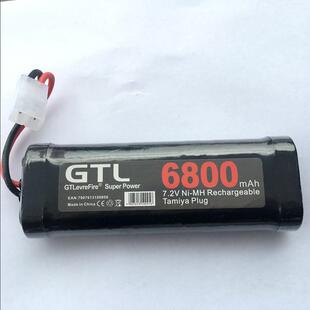 GTL
GTLevreFire® Super Power
Made in China
6800mAh
7.2V Ni-MH Rechargeable
Tamiya Plug